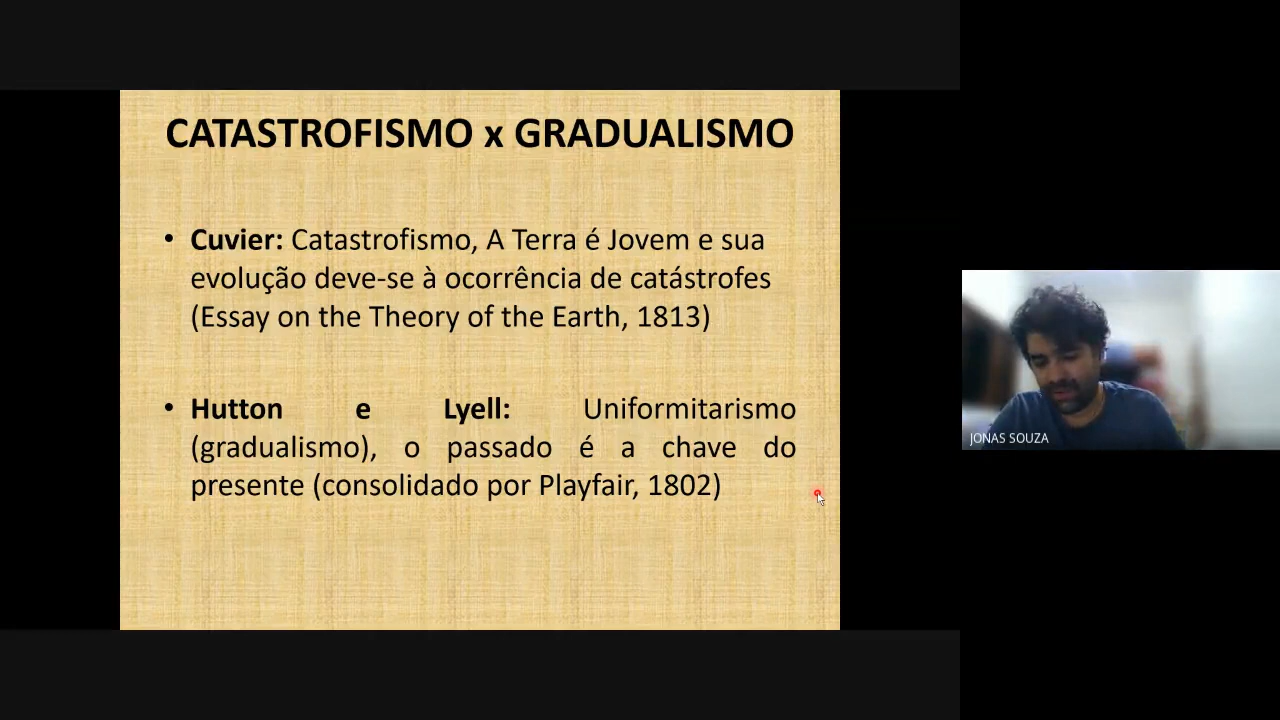 CATASTROFISMO x GRADUALISMO
• Cuvier: Catastrofismo, A Terra é Jovem e sua
evolução deve-se à ocorrência de catástrofes
(Essay on the Theory of the Earth, 1813)
• Hutton e Lyell: Uniformitarismo
(gradualismo), o passado é a chave do
presente (consolidado por Playfair, 1802)
JONAS SOUZA